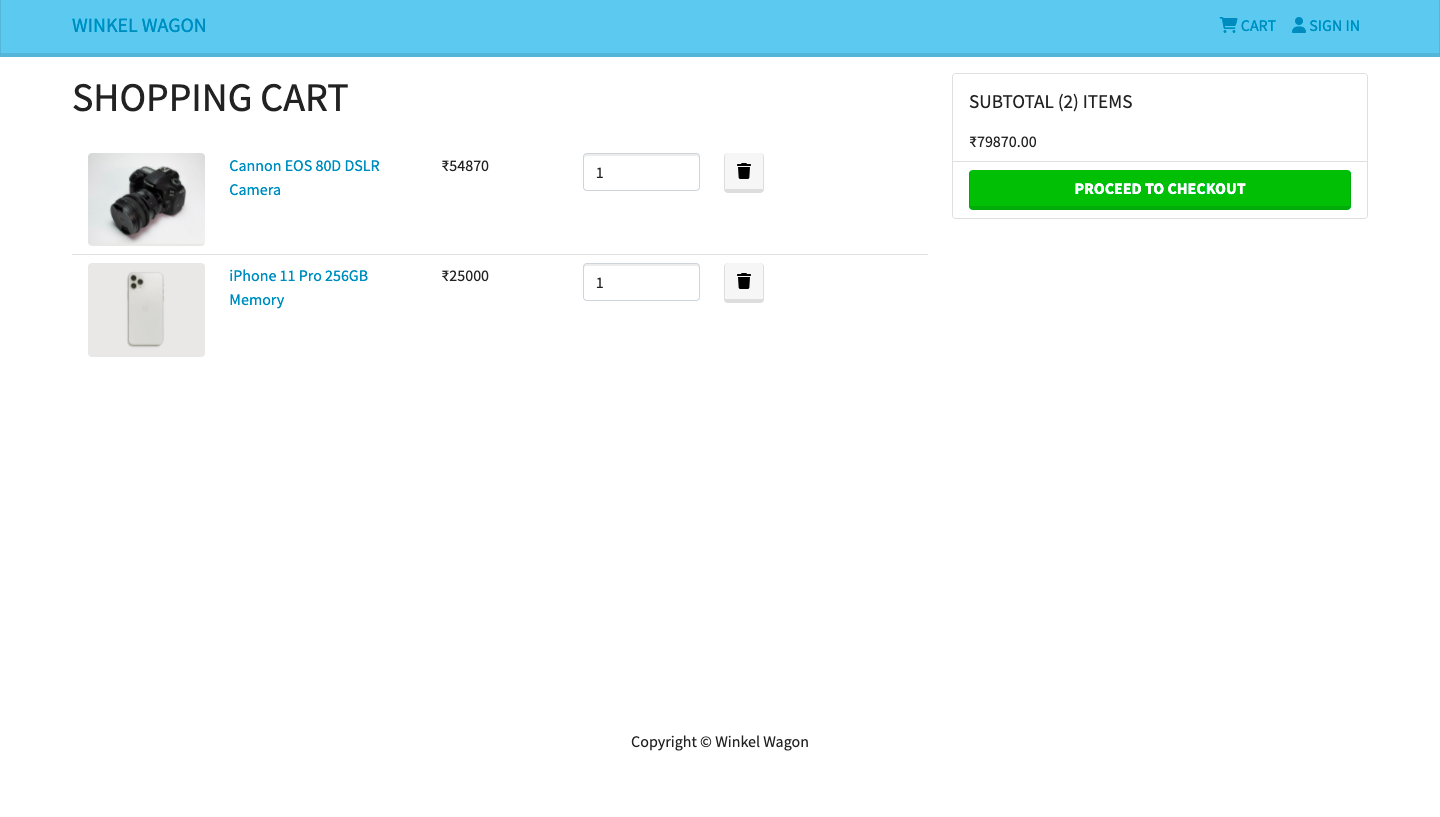 WINKEL WAGON
CART
SIGN IN
SHOPPING CART
Cannon EOS 80D DSLR
Camera
₹54870
1
iPhone 11 Pro 256GB
Memory
₹25000
1
SUBTOTAL (2) ITEMS
₹79870.00
PROCEED TO CHECKOUT
Copyright © Winkel Wagon